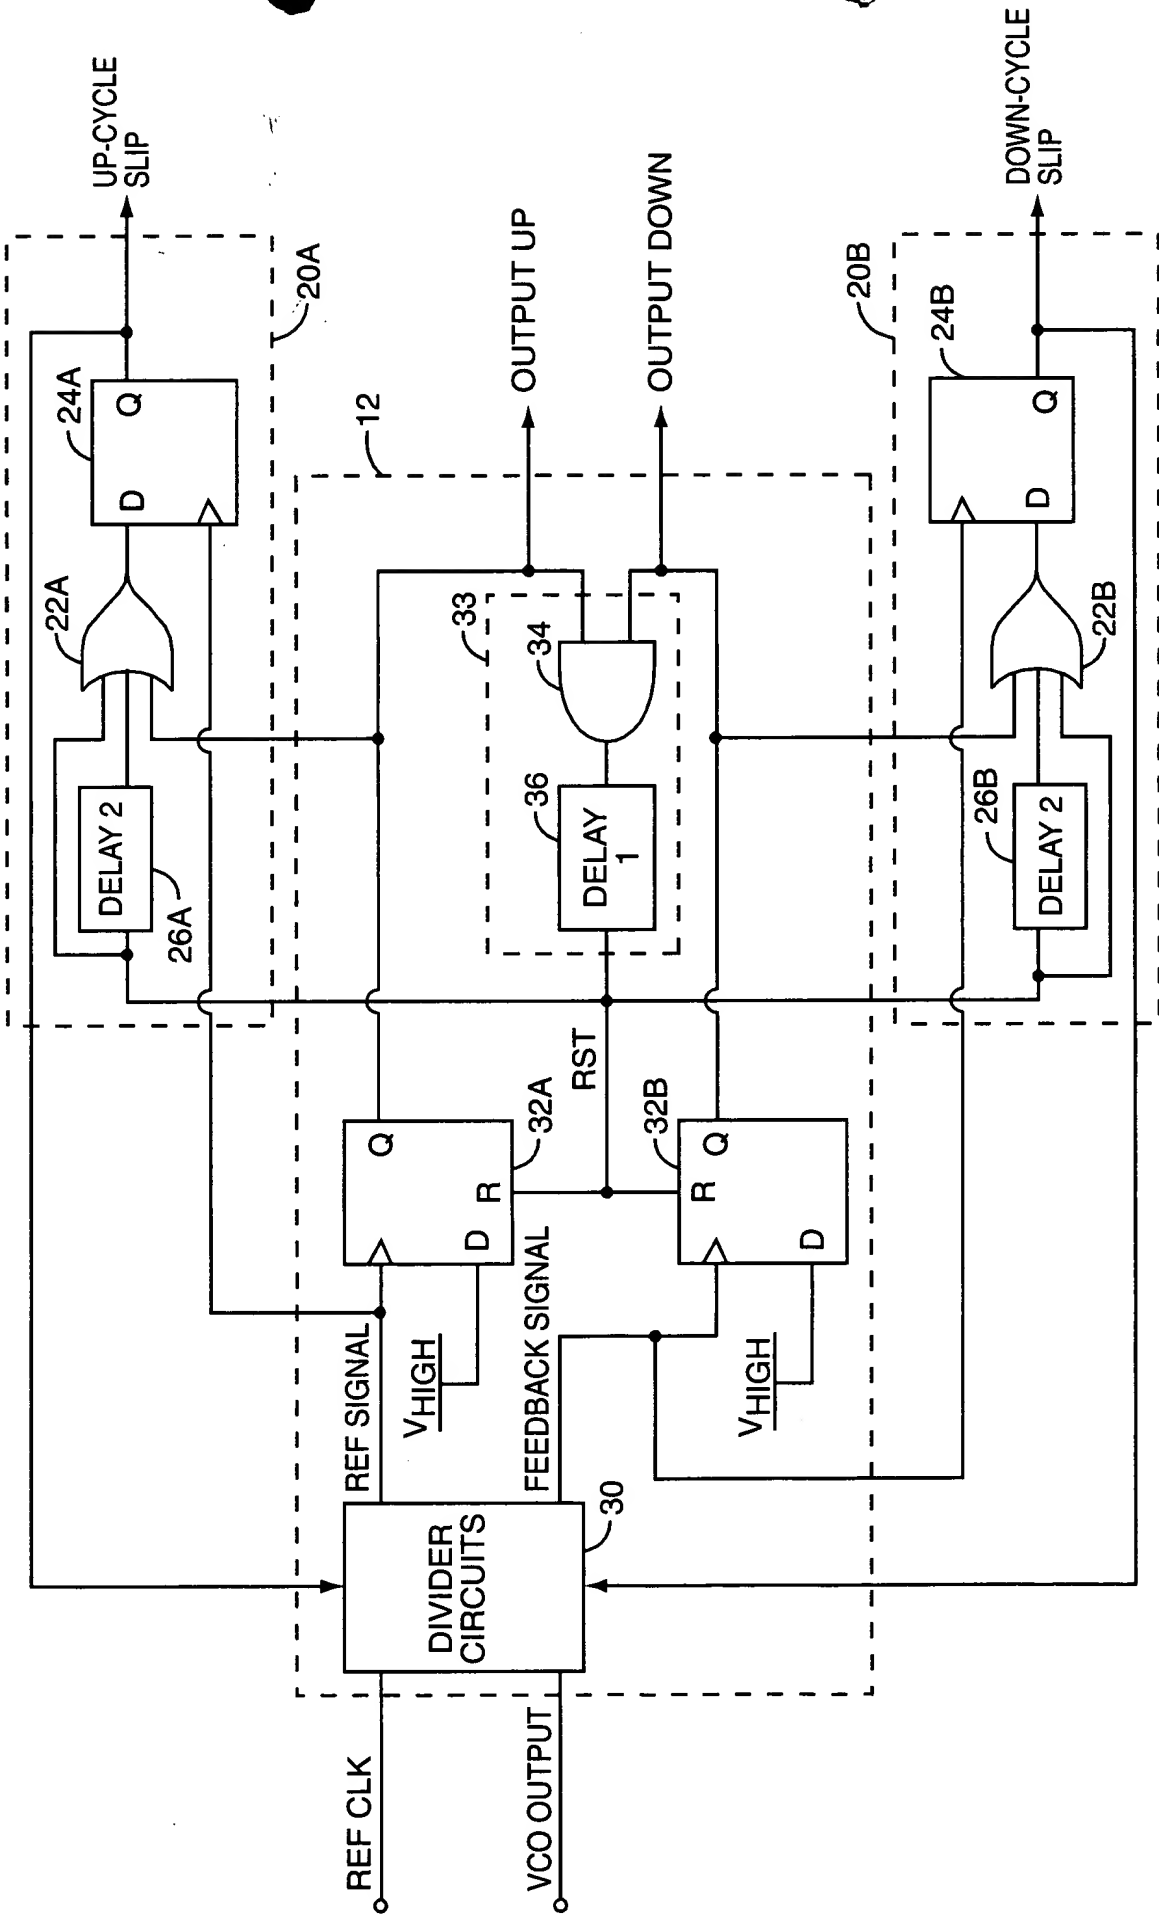 UP-CYCLE
SLIP
20A
24A
D
Q
22A
DELAY 2
26A
OUTPUT UP
OUTPUT DOWN
12
33
34
36
DELAY
1
RST
REF CLK
VCO OUTPUT
DIVIDER
CIRCUITS
30
REF SIGNAL
FEEDBACK SIGNAL
VHIGH
Q
R
D
32A
VHIGH
32B
R
Q
D
20B
24B
D
Q
22B
26B
DELAY 2
DOWN-CYCLE
SLIP